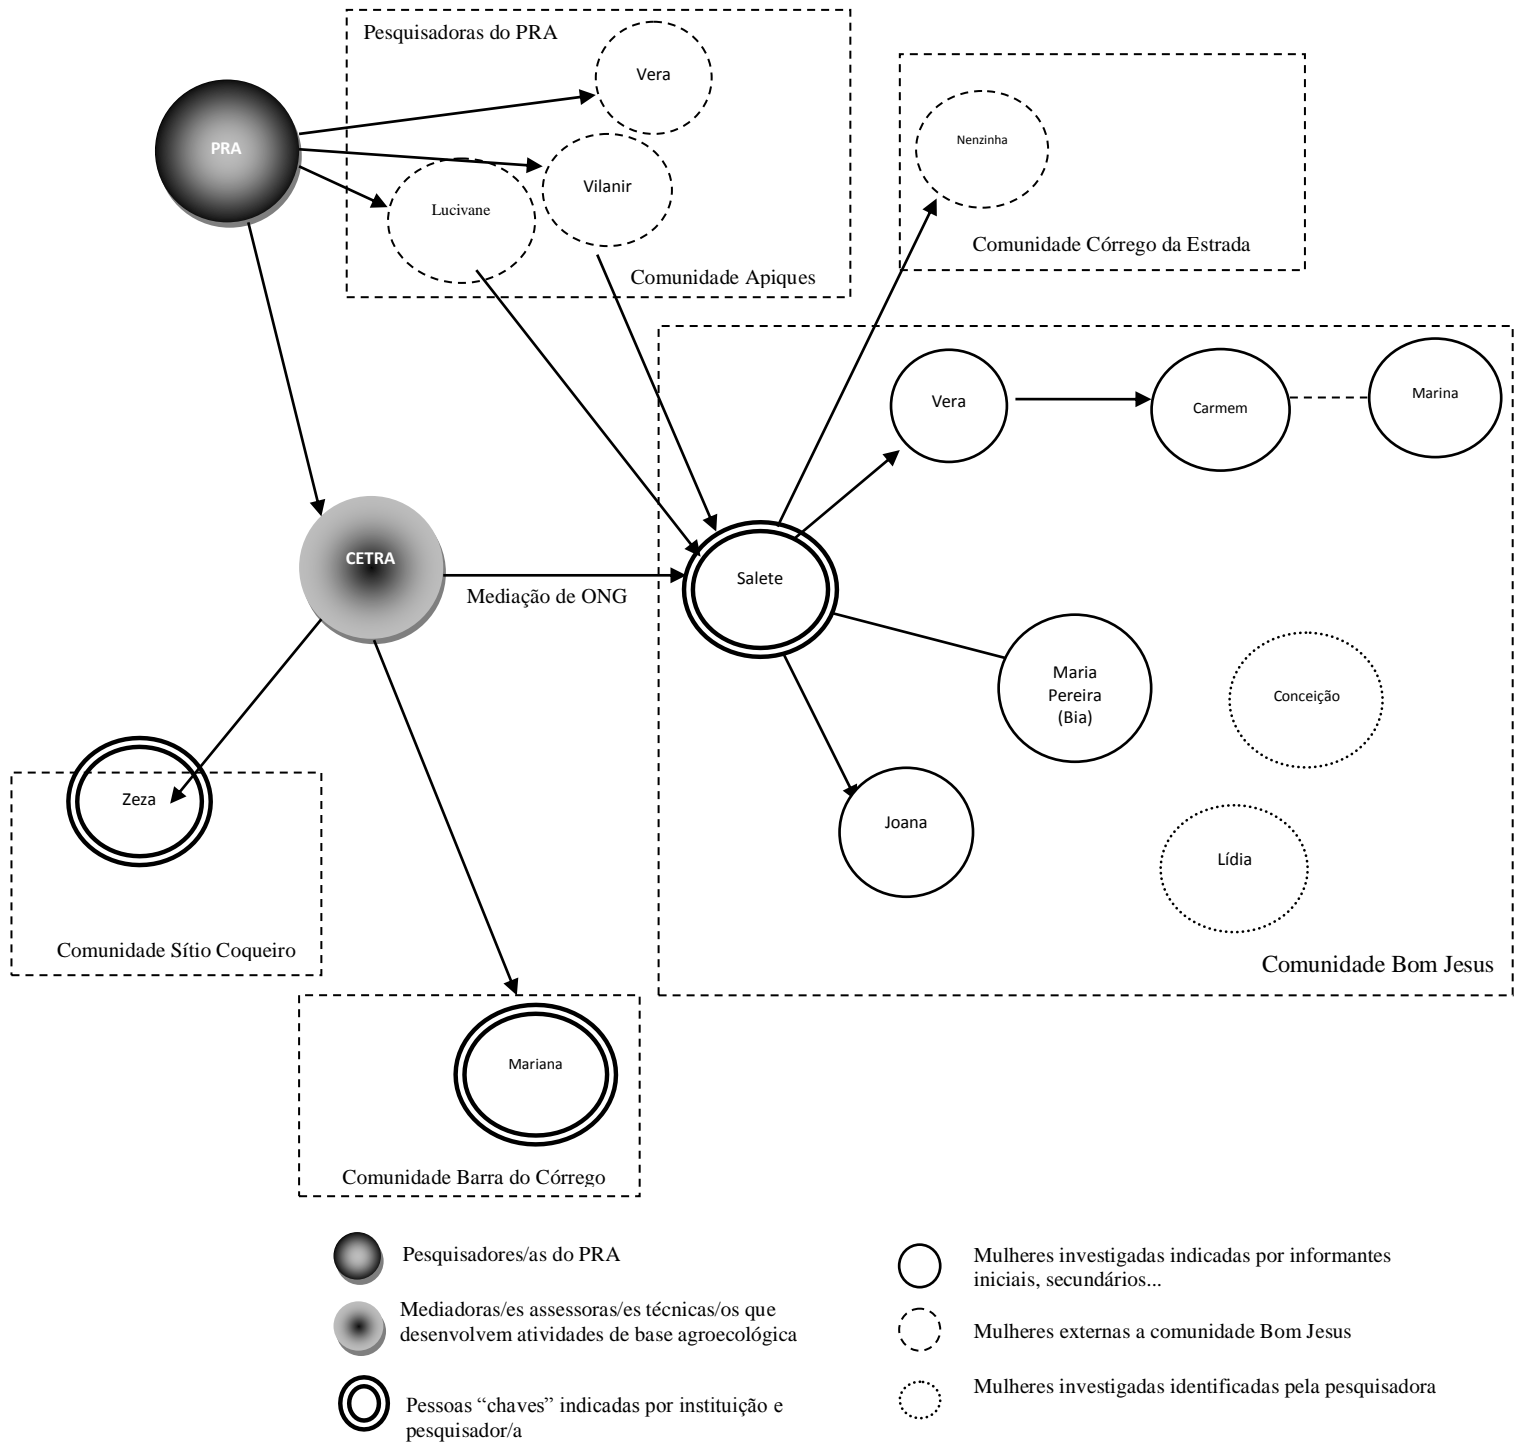 Pesquisadoras do PRA
Vera
PRA
Vilanir
Lucivane
Comunidade Apiques
Nenzinha
Comunidade Córrego da Estrada
Vera
Carmem
Marina
CETRA
Mediação de ONG
Salete
Maria
Pereira
(Bia)
Conceição
Joana
Lídia
Comunidade Bom Jesus
Zeza
Comunidade Sítio Coqueiro
Mariana
Comunidade Barra do Córrego
Pesquisadores/as do PRA
Mediadoras/es assessoras/es técnicas/os que
desenvolvem atividades de base agroecológica
Pessoas “chaves” indicadas por instituição e
pesquisador/a
Mulheres investigadas indicadas por informantes
iniciais, secundários...
Mulheres externas a comunidade Bom Jesus
Mulheres investigadas identificadas pela pesquisadora